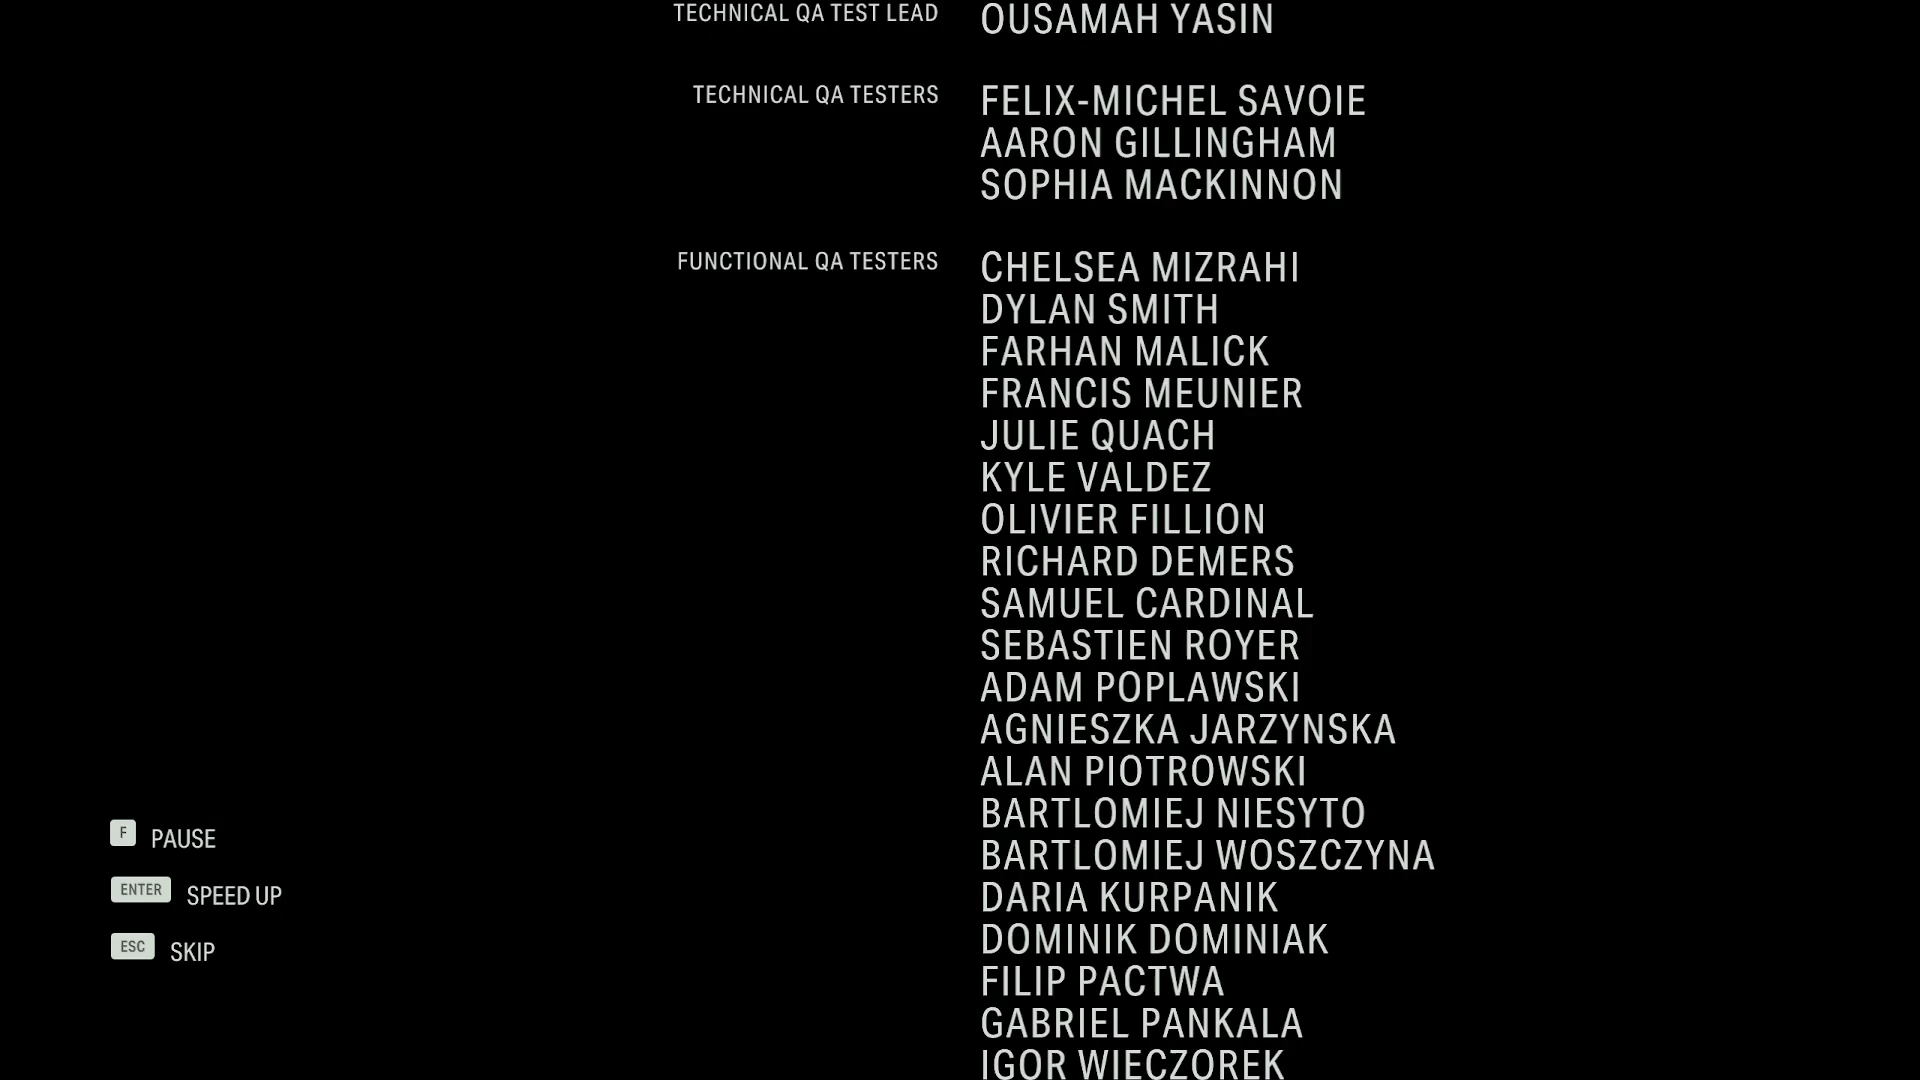 TECHNICAL QA TEST LEAD OUSAMAH YASIN
TECHNICAL QA TESTERS FELIX-MICHEL SAVOIE
AARON GILLINGHAM
SOPHIA MACKINNON
FUNCTIONAL QA TESTERS CHELSEA MIZRAHI
DYLAN SMITH
FARHAN MALICK
FRANCIS MEUNIER
JULIE QUACH
KYLE VALDEZ
OLIVIER FILLION
RICHARD DEMERS
SAMUEL CARDINAL
SEBASTIEN ROYER
ADAM POPLAWSKI
AGNIESZKA JARZYNSKA
ALAN PIOTROWSKI
BARTLOMIEJ NIESYTO
BARTLOMIEJ WOSZCZYNA
DARIA KURPANIK
DOMINIK DOMINIAK
FILIP PACTWA
GABRIEL PANKALA
IGOR WIECZOREK
F PAUSE
ENTER SPEED UP
ESC SKIP